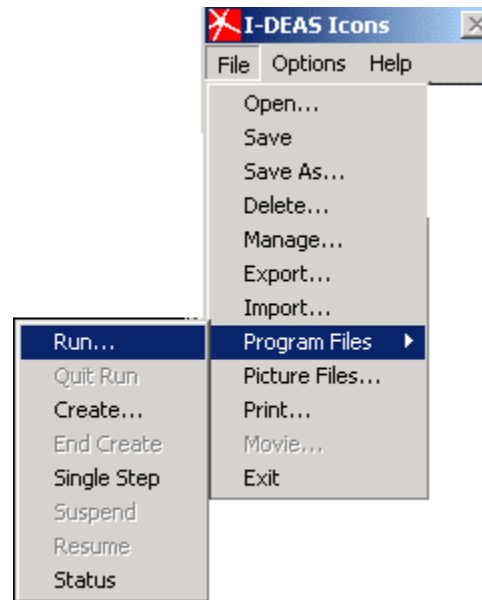 I-DEAS Icons
File Options Help
Open...
Save
Save As...
Delete...
Manage...
Export...
Import...
Program Files
Picture Files...
Print...
Movie...
Exit
Run...
Quit Run
Create...
End Create
Single Step
Suspend
Resume
Status